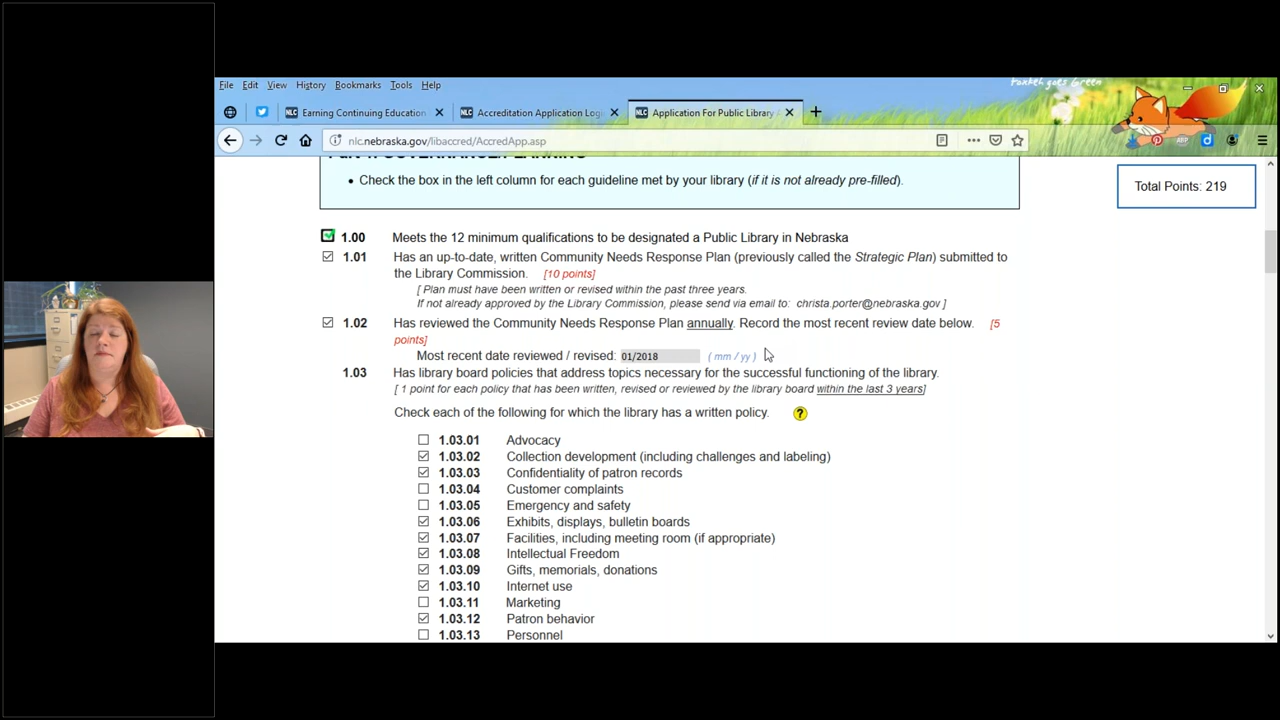 Foxkeh goes Green
File Edit View History Bookmarks Tools Help
NLC Earning Continuing Education
NLC Accreditation Application Logi
NLC Application For Public Library A
nlc.nebraska.gov/libaccred/AccredApp.asp
• Check the box in the left column for each guideline met by your library (if it is not already pre-filled).
Total Points: 219
1.00 Meets the 12 minimum qualifications to be designated a Public Library in Nebraska
1.01 Has an up-to-date, written Community Needs Response Plan (previously called the Strategic Plan) submitted to
the Library Commission. [10 points]
[ Plan must have been written or revised within the past three years.
If not already approved by the Library Commission, please send via email to: christa.porter@nebraska.gov ]
1.02 Has reviewed the Community Needs Response Plan annually. Record the most recent review date below. [5
points]
Most recent date reviewed / revised: 01/2018 ( mm / yy )
1.03 Has library board policies that address topics necessary for the successful functioning of the library.
[ 1 point for each policy that has been written, revised or reviewed by the library board within the last 3 years]
Check each of the following for which the library has a written policy. ?
1.03.01 Advocacy
1.03.02 Collection development (including challenges and labeling)
1.03.03 Confidentiality of patron records
1.03.04 Customer complaints
1.03.05 Emergency and safety
1.03.06 Exhibits, displays, bulletin boards
1.03.07 Facilities, including meeting room (if appropriate)
1.03.08 Intellectual Freedom
1.03.09 Gifts, memorials, donations
1.03.10 Internet use
1.03.11 Marketing
1.03.12 Patron behavior
1.03.13 Personnel